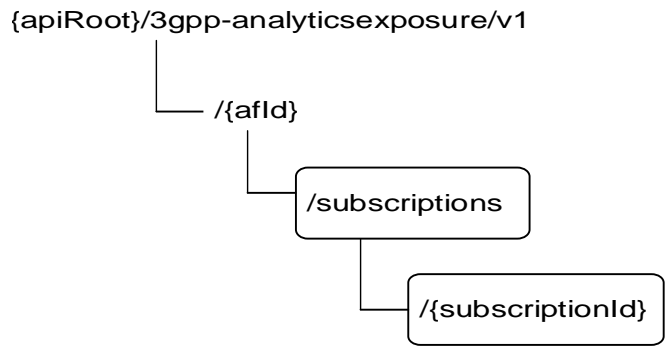 {apiRoot}/3gpp-analyticsexposure/v1
/{afId}
/subscriptions
/{subscriptionId}